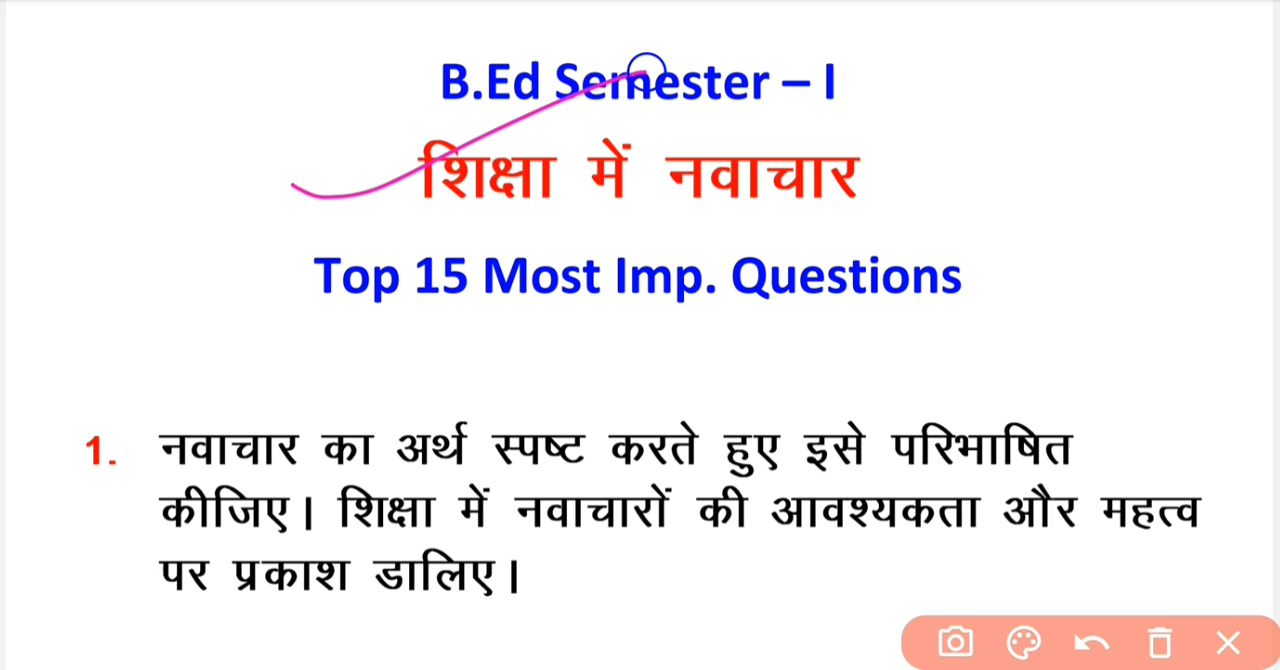 B.Ed Semester – I
शिक्षा में नवाचार
Top 15 Most Imp. Questions
1. नवाचार का अर्थ स्पष्ट करते हुए इसे परिभाषित
कीजिए। शिक्षा में नवाचारों की आवश्यकता और महत्व
पर प्रकाश डालिए।